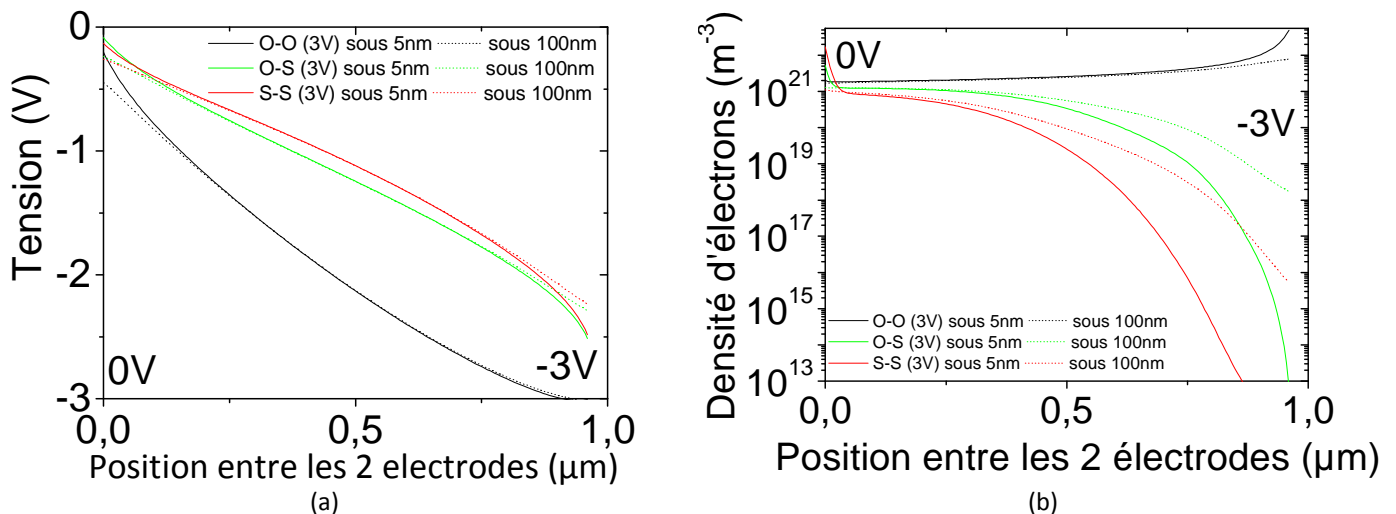 0
-1
-2
-3
Tension (V)
O-O (3V) sous 5nm sous 100nm
O-S (3V) sous 5nm sous 100nm
S-S (3V) sous 5nm sous 100nm
0V
-3V
0,0 0,5 1,0
Position entre les 2 electrodes (µm)
(a)
Densité d'électrons (m⁻³)
10²¹
10¹⁹
10¹⁷
10¹⁵
10¹³
0V
-3V
O-O (3V) sous 5nm sous 100nm
O-S (3V) sous 5nm sous 100nm
S-S (3V) sous 5nm sous 100nm
0,0 0,5 1,0
Position entre les 2 électrodes (µm)
(b)